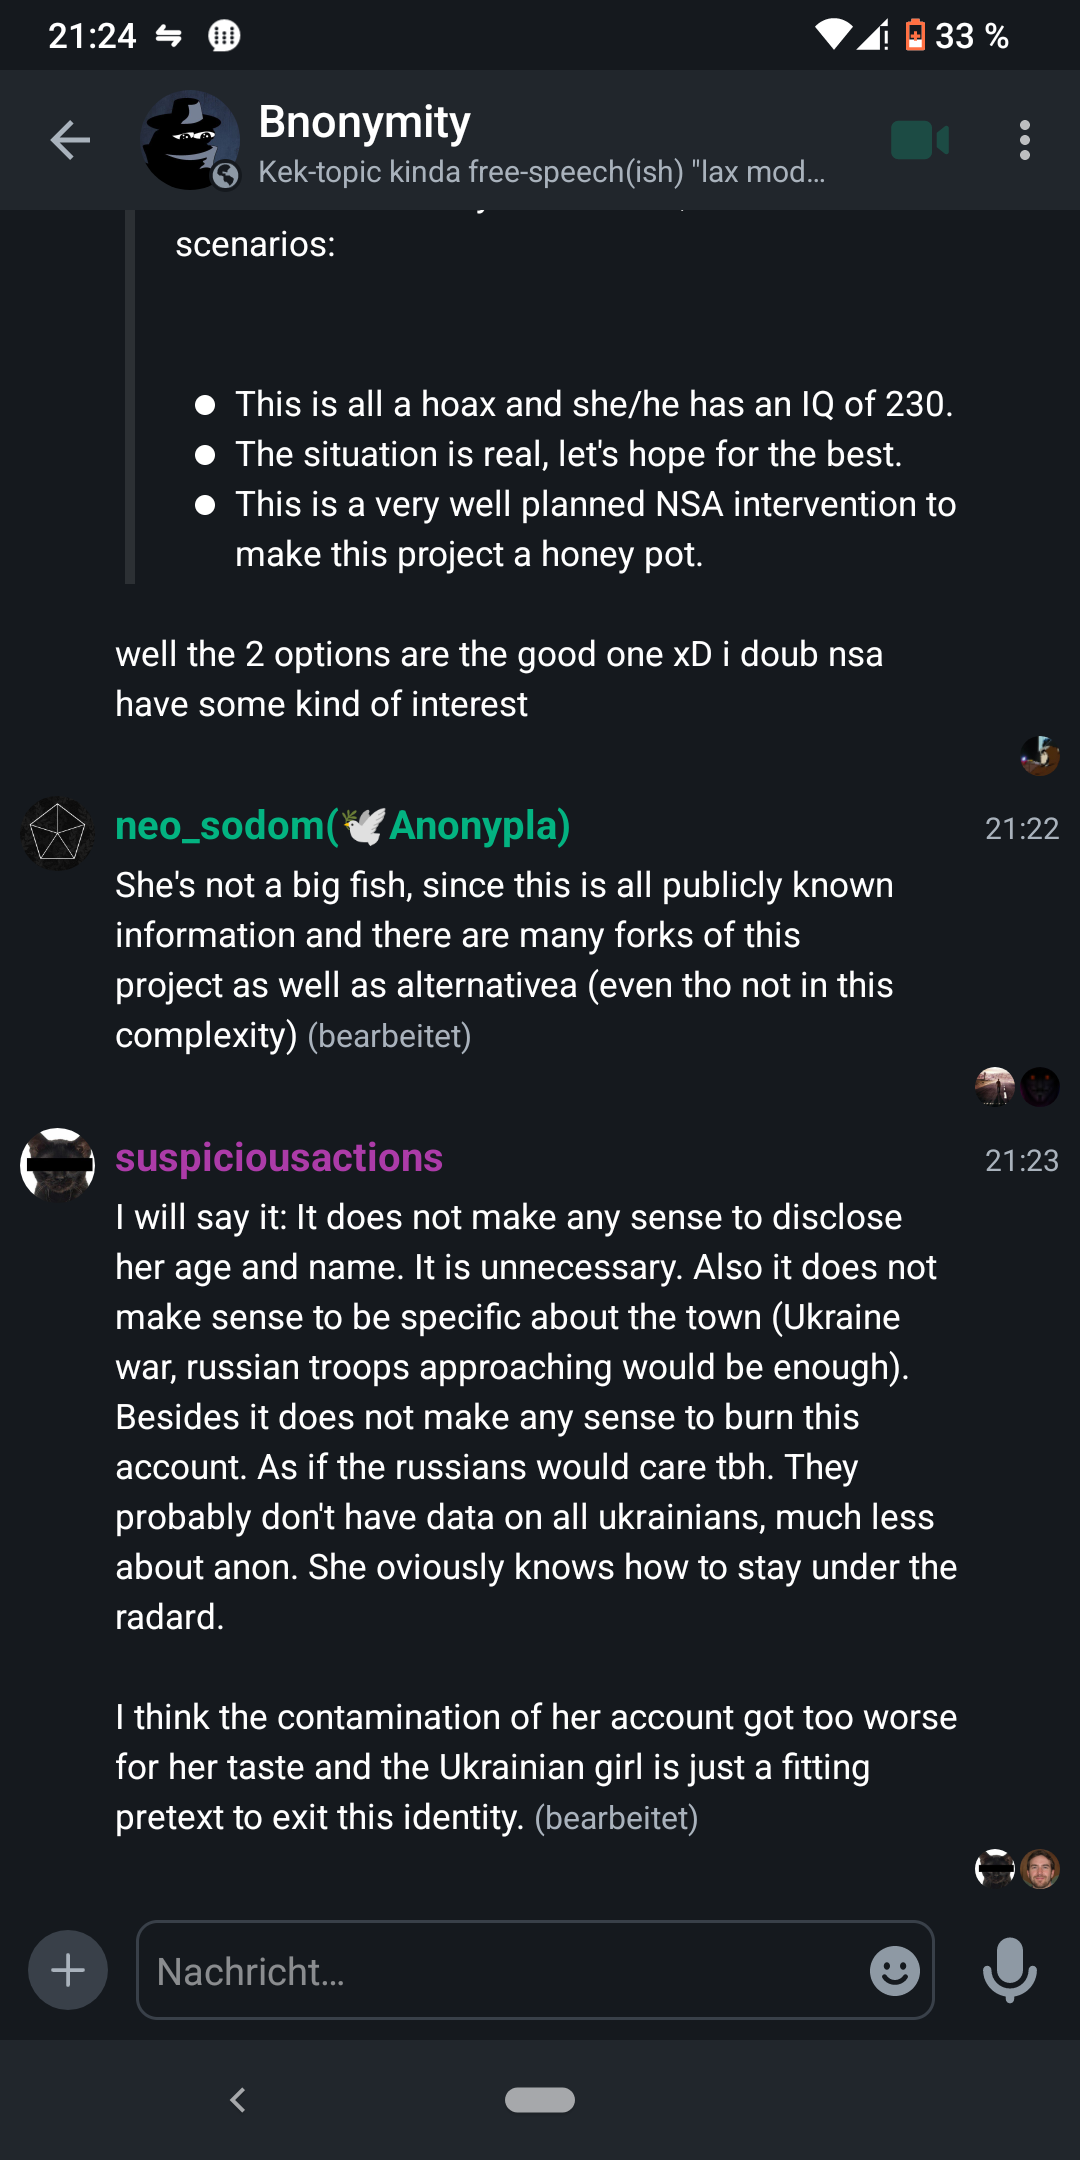 21:24
33 %
Bnonymity
Kek-topic kinda free-speech(ish) "lax mod…
scenarios:
● This is all a hoax and she/he has an IQ of 230.
● The situation is real, let's hope for the best.
● This is a very well planned NSA intervention to
make this project a honey pot.
well the 2 options are the good one xD i doub nsa
have some kind of interest
neo_sodom(🕊Anonypla)
21:22
She's not a big fish, since this is all publicly known
information and there are many forks of this
project as well as alternativea (even tho not in this
complexity) (bearbeitet)
suspiciousactions
21:23
I will say it: It does not make any sense to disclose
her age and name. It is unnecessary. Also it does not
make sense to be specific about the town (Ukraine
war, russian troops approaching would be enough).
Besides it does not make any sense to burn this
account. As if the russians would care tbh. They
probably don't have data on all ukrainians, much less
about anon. She oviously knows how to stay under the
radard.
I think the contamination of her account got too worse
for her taste and the Ukrainian girl is just a fitting
pretext to exit this identity. (bearbeitet)
Nachricht…